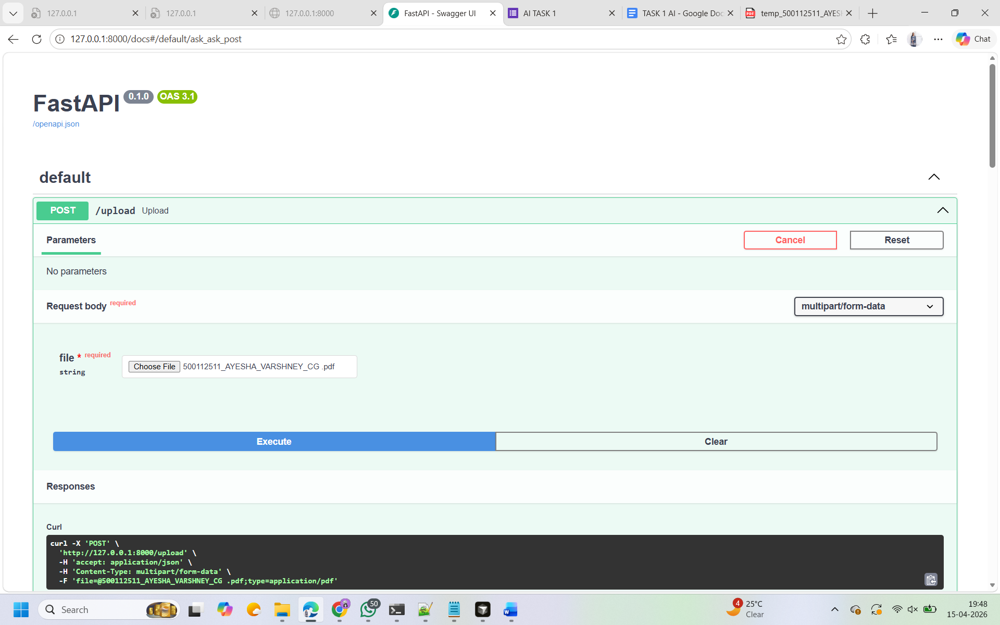 127.0.0.1
127.0.0.1
127.0.0.1:8000
FastAPI - Swagger UI
AI TASK 1
TASK 1 AI - Google Doc
temp_500112511_AYESH
127.0.0.1:8000/docs#/default/ask_ask_post
Chat
FastAPI 0.1.0 OAS 3.1
/openapi.json
default
POST /upload Upload
Parameters
Cancel
Reset
No parameters
Request body required
multipart/form-data
file * required
string
Choose File 500112511_AYESHA_VARSHNEY_CG .pdf
Execute
Clear
Responses
Curl
curl -X 'POST' \
'http://127.0.0.1:8000/upload' \
-H 'accept: application/json' \
-H 'Content-Type: multipart/form-data' \
-F 'file=@500112511_AYESHA_VARSHNEY_CG .pdf;type=application/pdf'
Search
50
4
25°C
Clear
19:48
15-04-2026